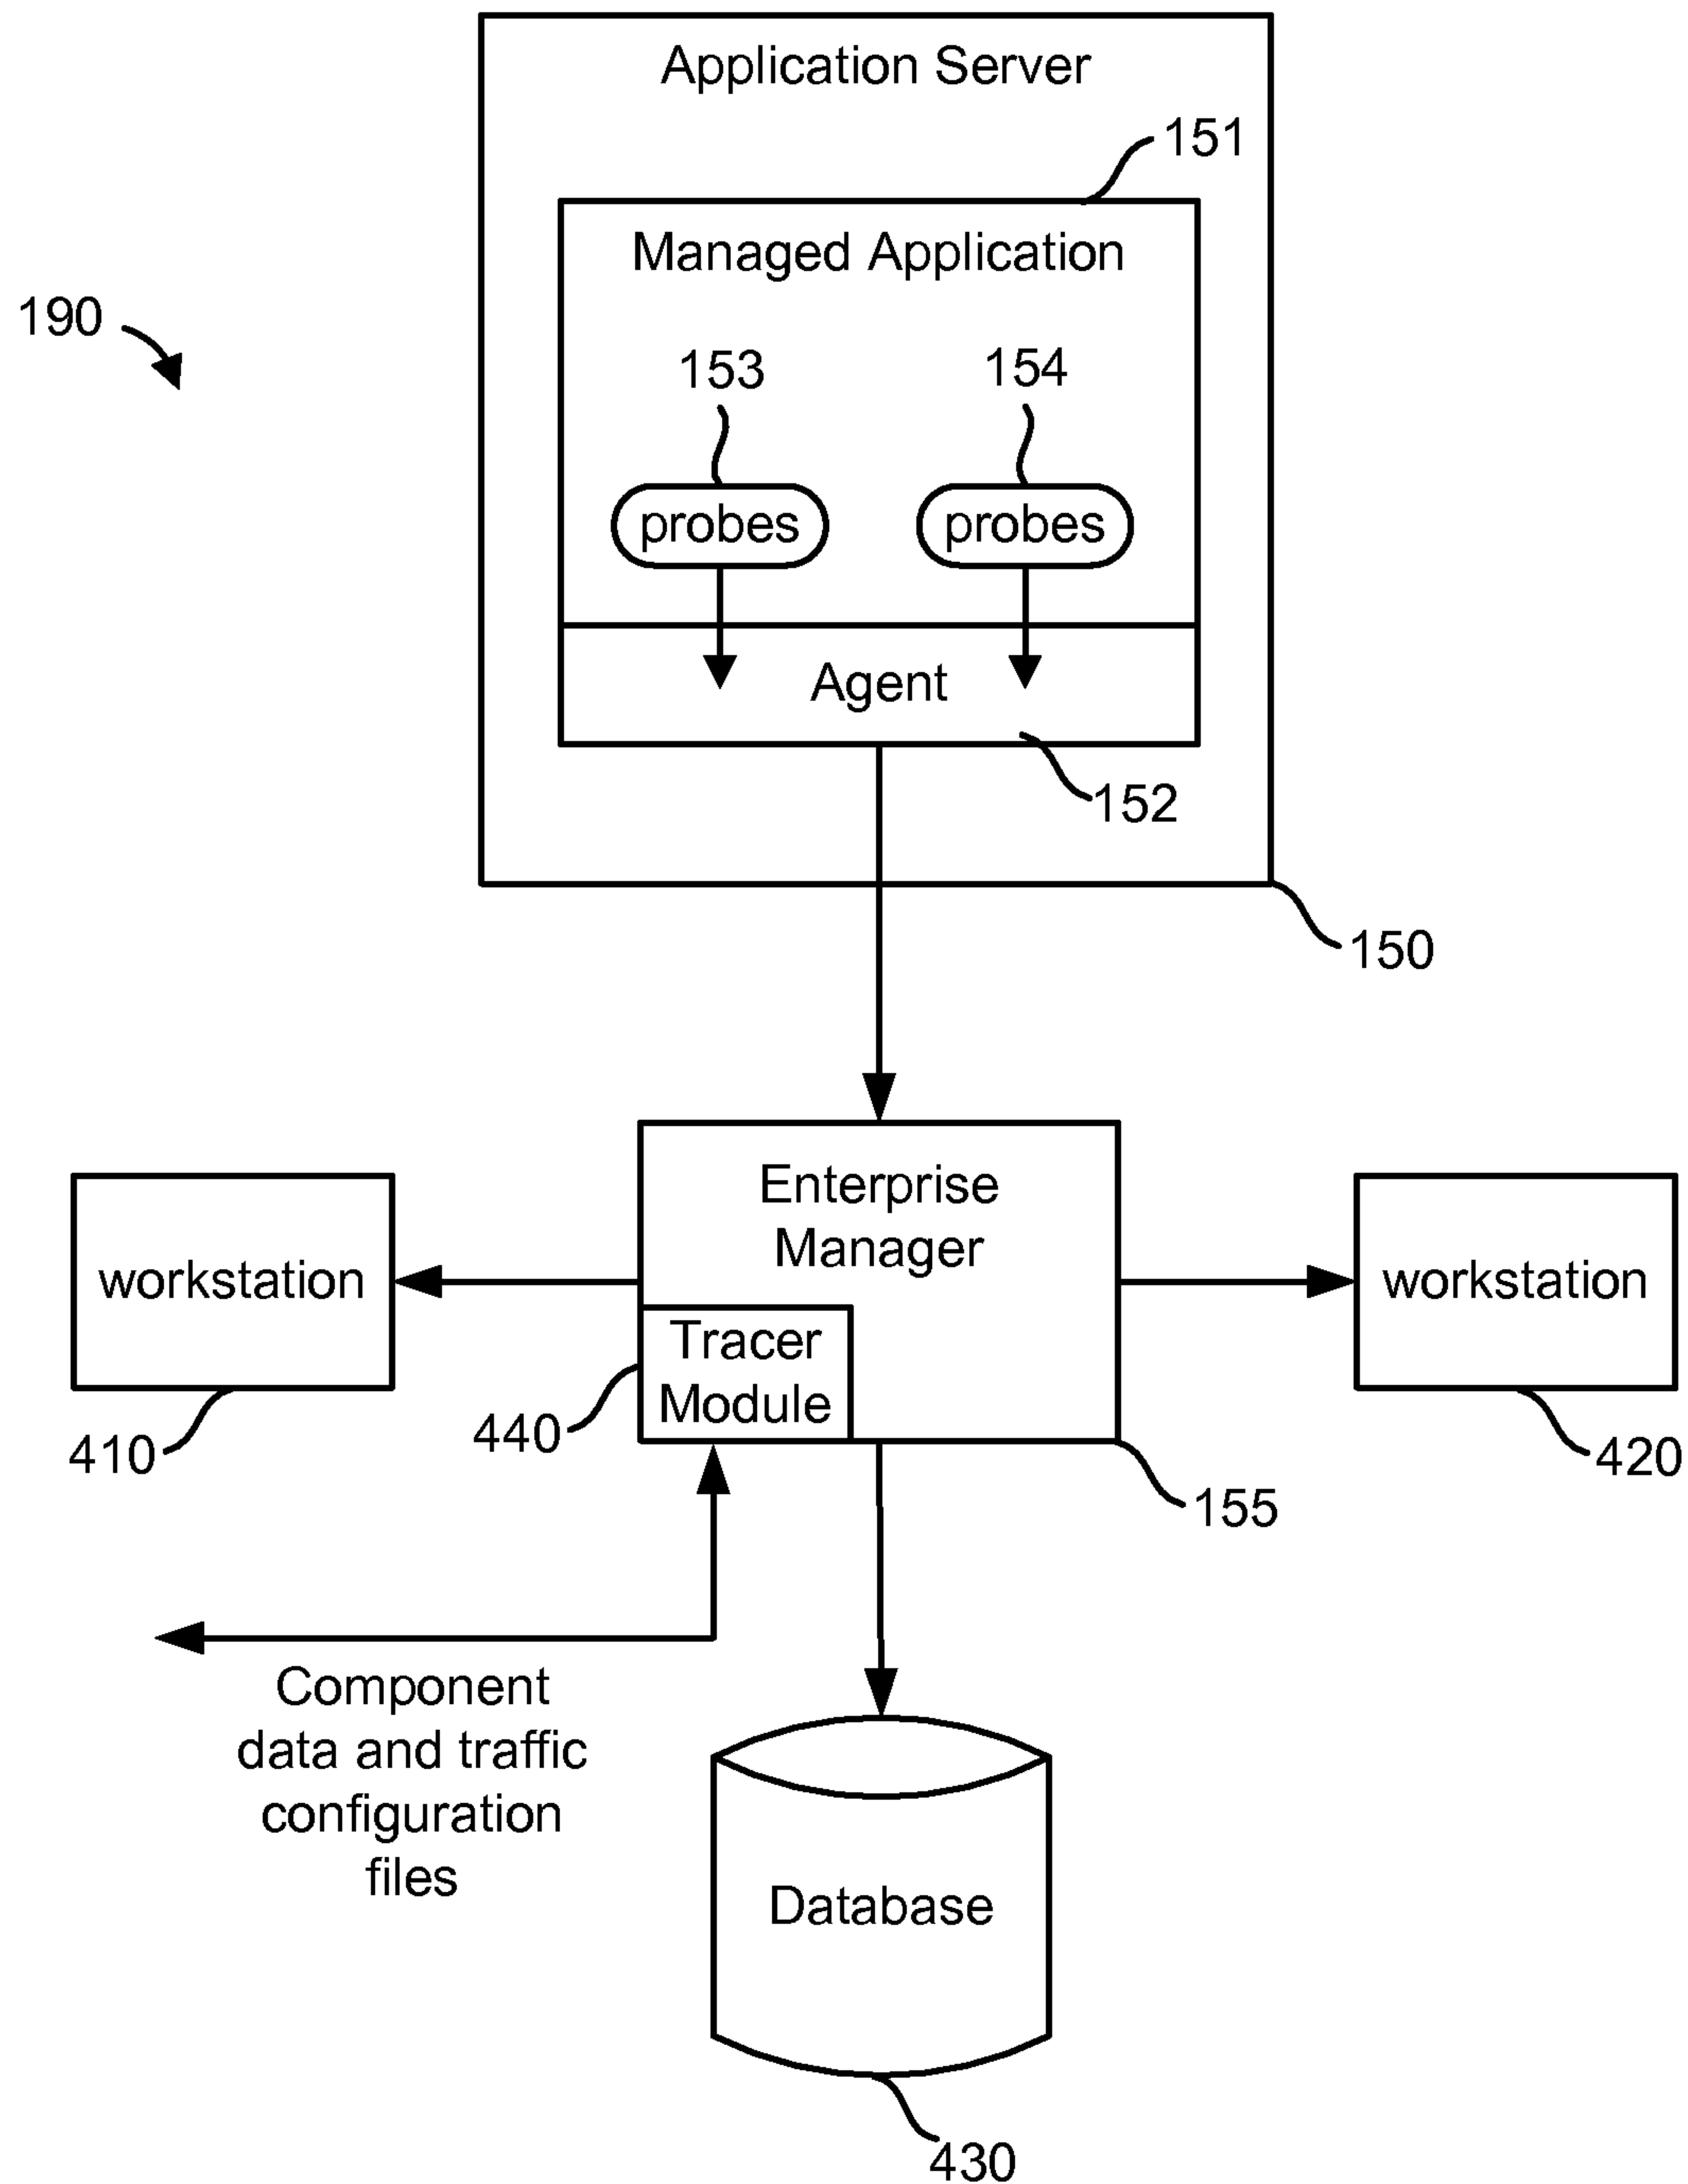 Application Server
151
Managed Application
190
153
154
probes
probes
Agent
152
150
Enterprise
Manager
workstation
workstation
Tracer
Module
410
440
420
155
Component
data and traffic
configuration
files
Database
430